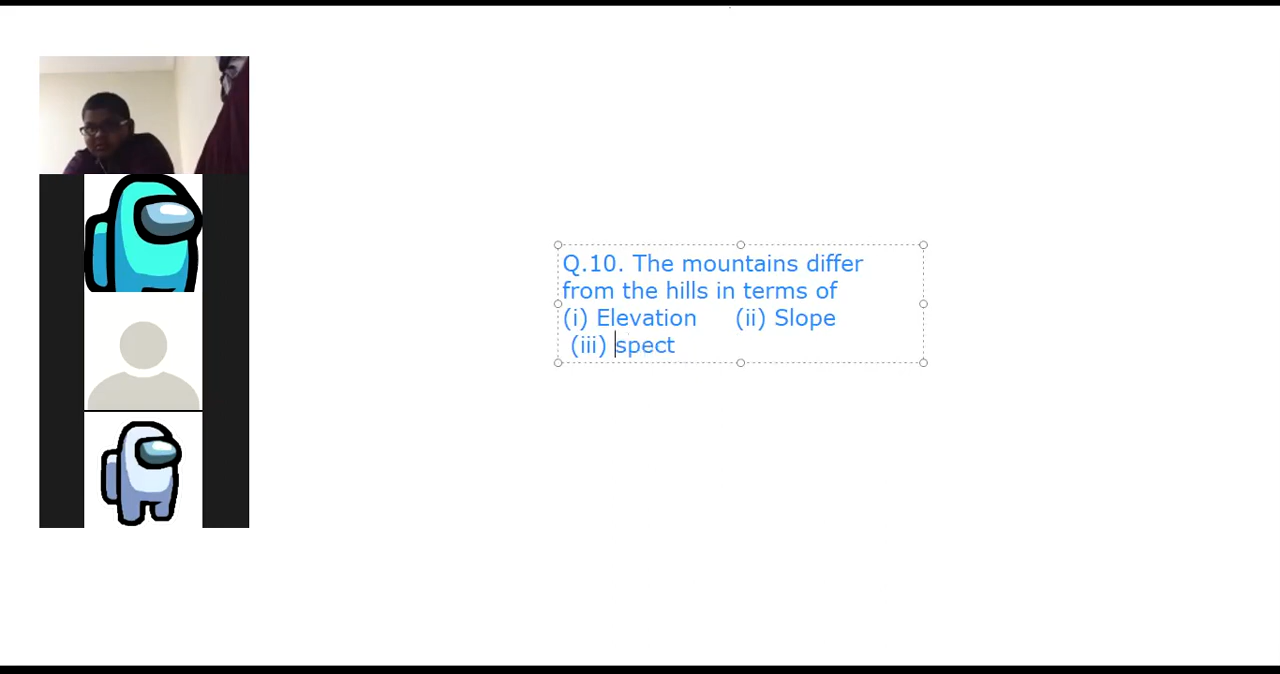 Q.10. The mountains differ
from the hills in terms of
(i) Elevation (ii) Slope
(iii) spect